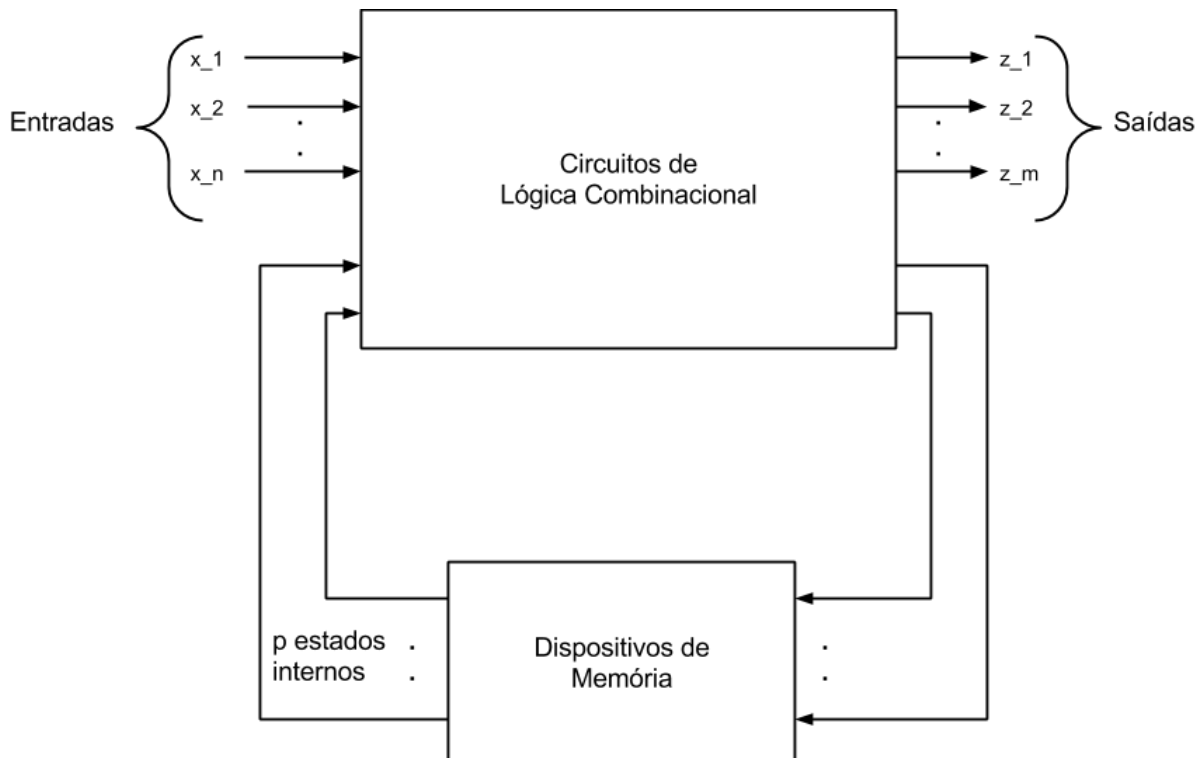 Entradas
x_1
x_2
x_n
Circuitos de
Lógica Combinacional
z_1
z_2
z_m
Saídas
p estados
internos
Dispositivos de
Memória